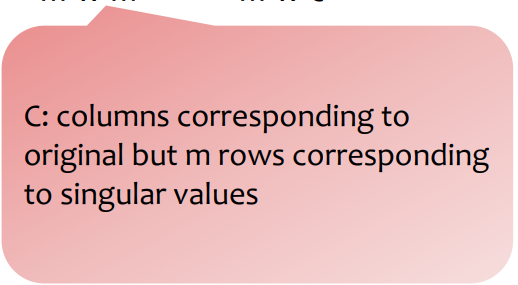 C: columns corresponding to
original but m rows corresponding
to singular values